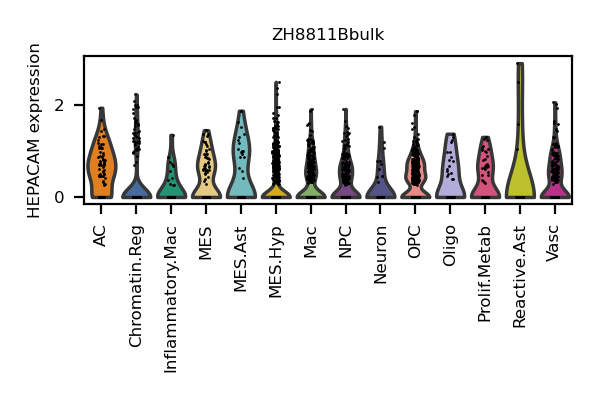 ZH8811Bbulk
HEPACAM expression
2
0
AC
Chromatin.Reg
Inflammatory.Mac
MES
MES.Ast
MES.Hyp
Mac
NPC
Neuron
OPC
Oligo
Prolif.Metab
Reactive.Ast
Vasc